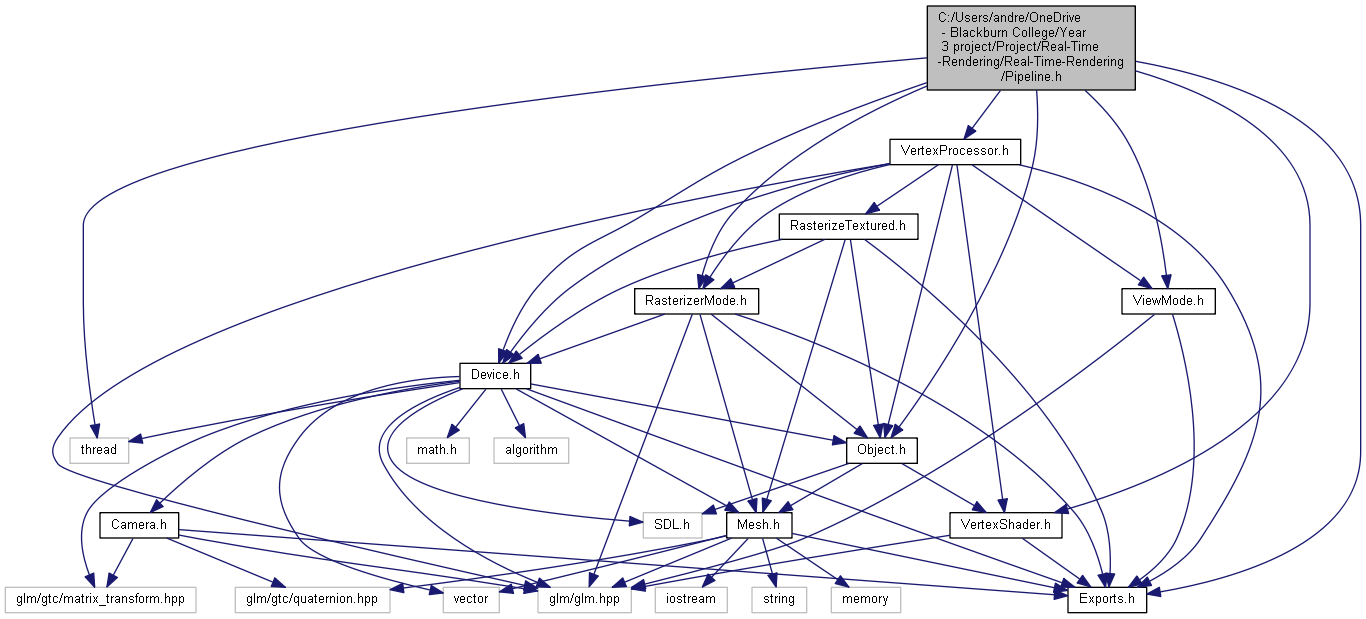 C:/Users/andre/OneDrive
- Blackburn College/Year
3 project/Project/Real-Time
-Rendering/Real-Time-Rendering
/Pipeline.h
VertexProcessor.h
RasterizeTextured.h
RasterizerMode.h
ViewMode.h
Device.h
thread
math.h
algorithm
Object.h
Camera.h
SDL.h
Mesh.h
VertexShader.h
glm/gtc/matrix_transform.hpp
glm/gtc/quaternion.hpp
vector
glm/glm.hpp
iostream
string
memory
Exports.h